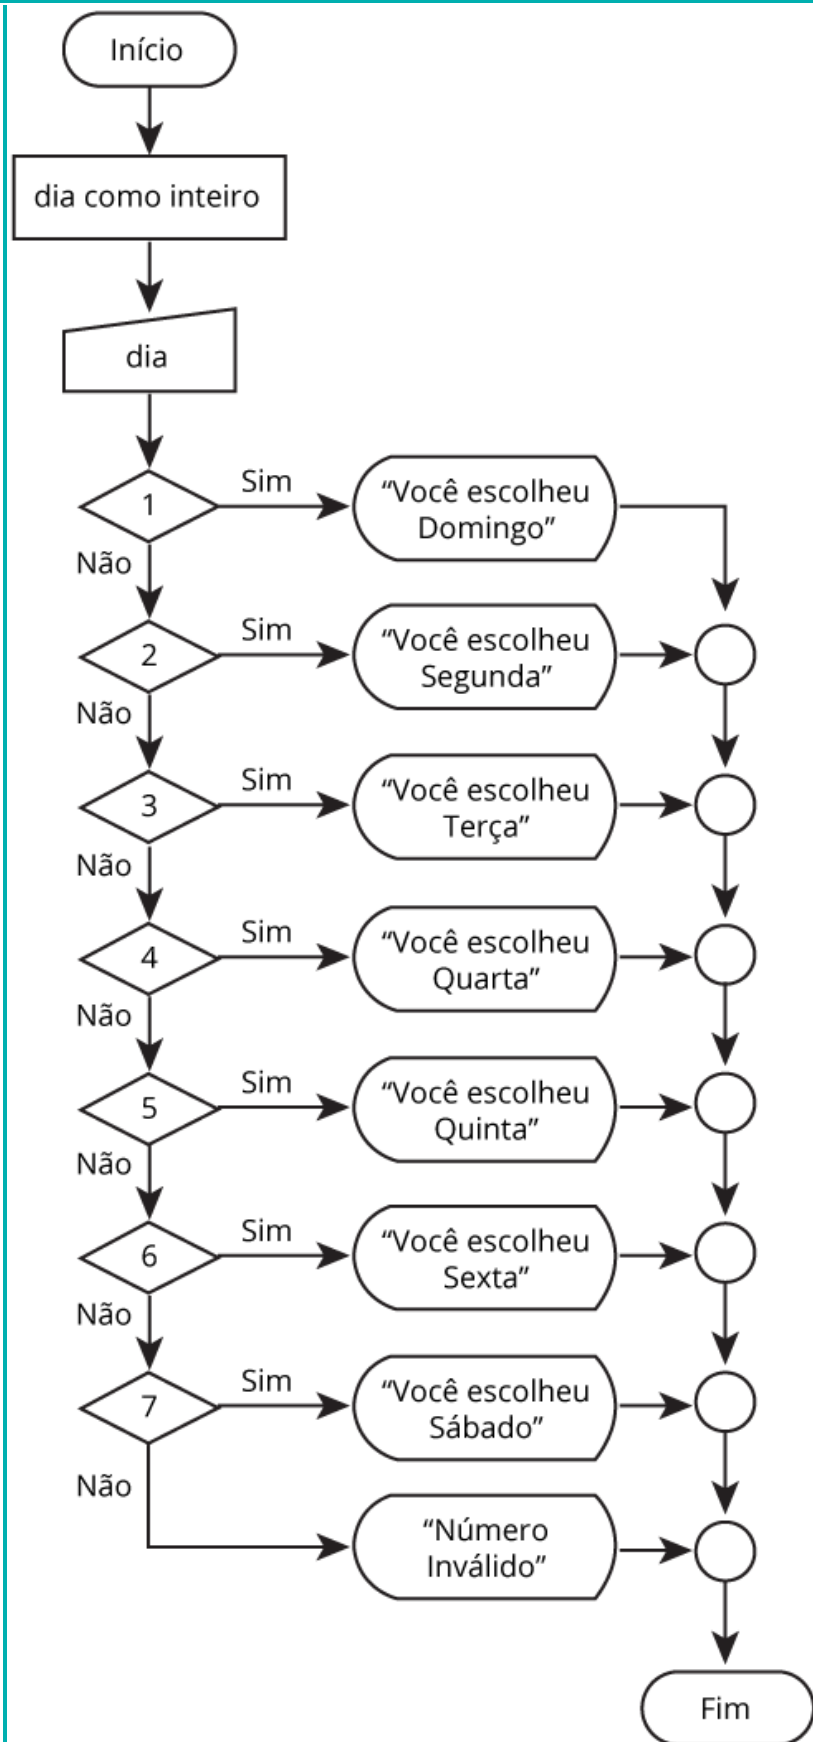 Início
dia como inteiro
dia
1
Sim
“Você escolheu
Domingo”
Não
2
Sim
“Você escolheu
Segunda”
Não
3
Sim
“Você escolheu
Terça”
Não
4
Sim
“Você escolheu
Quarta”
Não
5
Sim
“Você escolheu
Quinta”
Não
6
Sim
“Você escolheu
Sexta”
Não
7
Sim
“Você escolheu
Sábado”
Não
“Número
Inválido”
Fim